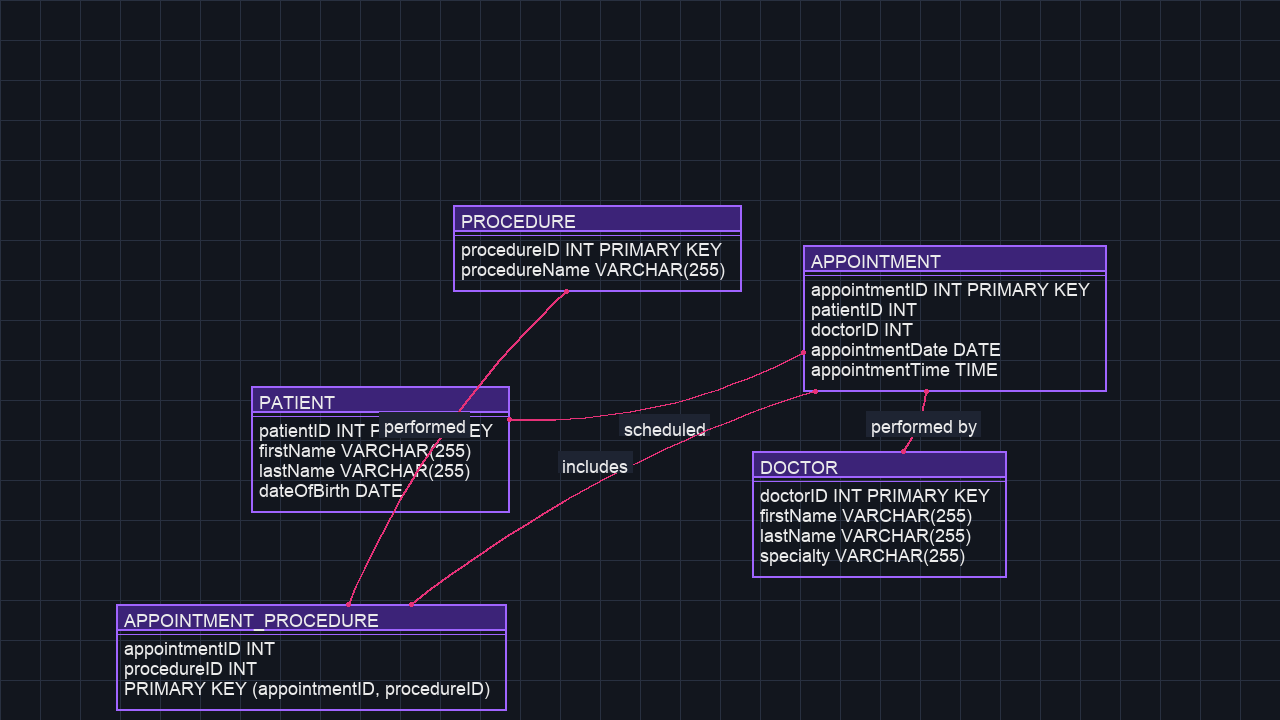 PROCEDURE
procedureID INT PRIMARY KEY
procedureName VARCHAR(255)
APPOINTMENT
appointmentID INT PRIMARY KEY
patientID INT
doctorID INT
appointmentDate DATE
appointmentTime TIME
PATIENT
patientID INT P KEY
firstName VARCHAR(255)
lastName VARCHAR(255)
dateOfBirth DATE
performed
scheduled
includes
performed by
DOCTOR
doctorID INT PRIMARY KEY
firstName VARCHAR(255)
lastName VARCHAR(255)
specialty VARCHAR(255)
APPOINTMENT_PROCEDURE
appointmentID INT
procedureID INT
PRIMARY KEY (appointmentID, procedureID)